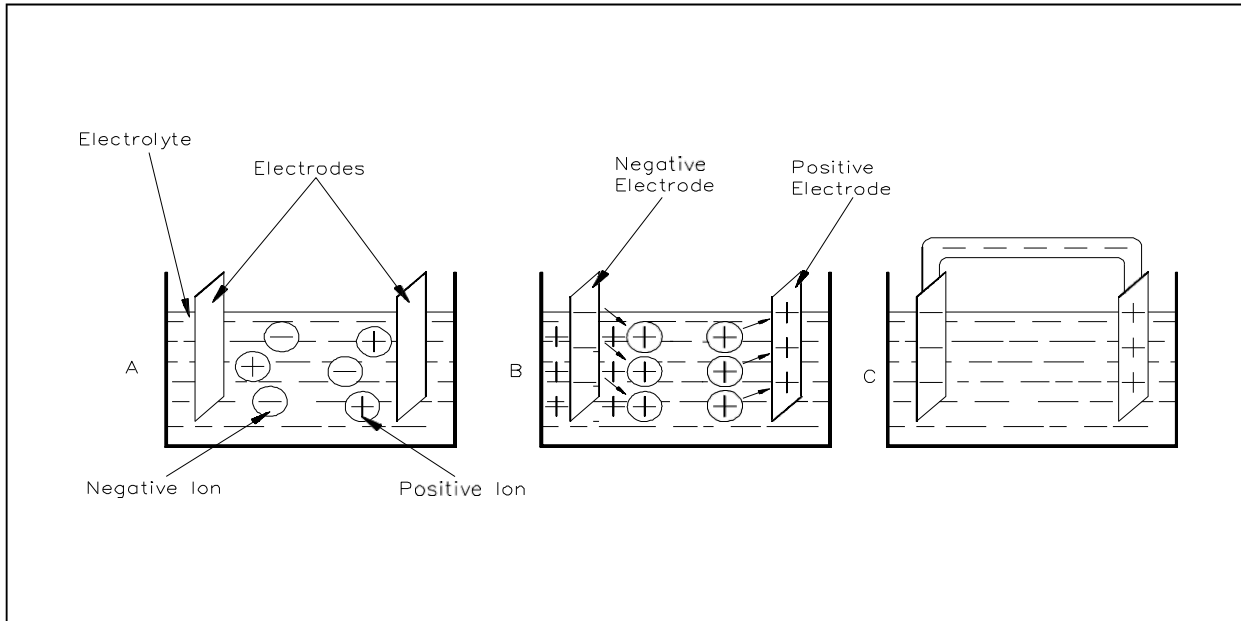 Electrolyte
Electrodes
Negative
Electrode
Positive
Electrode
A
B
C
Negative Ion
Positive Ion